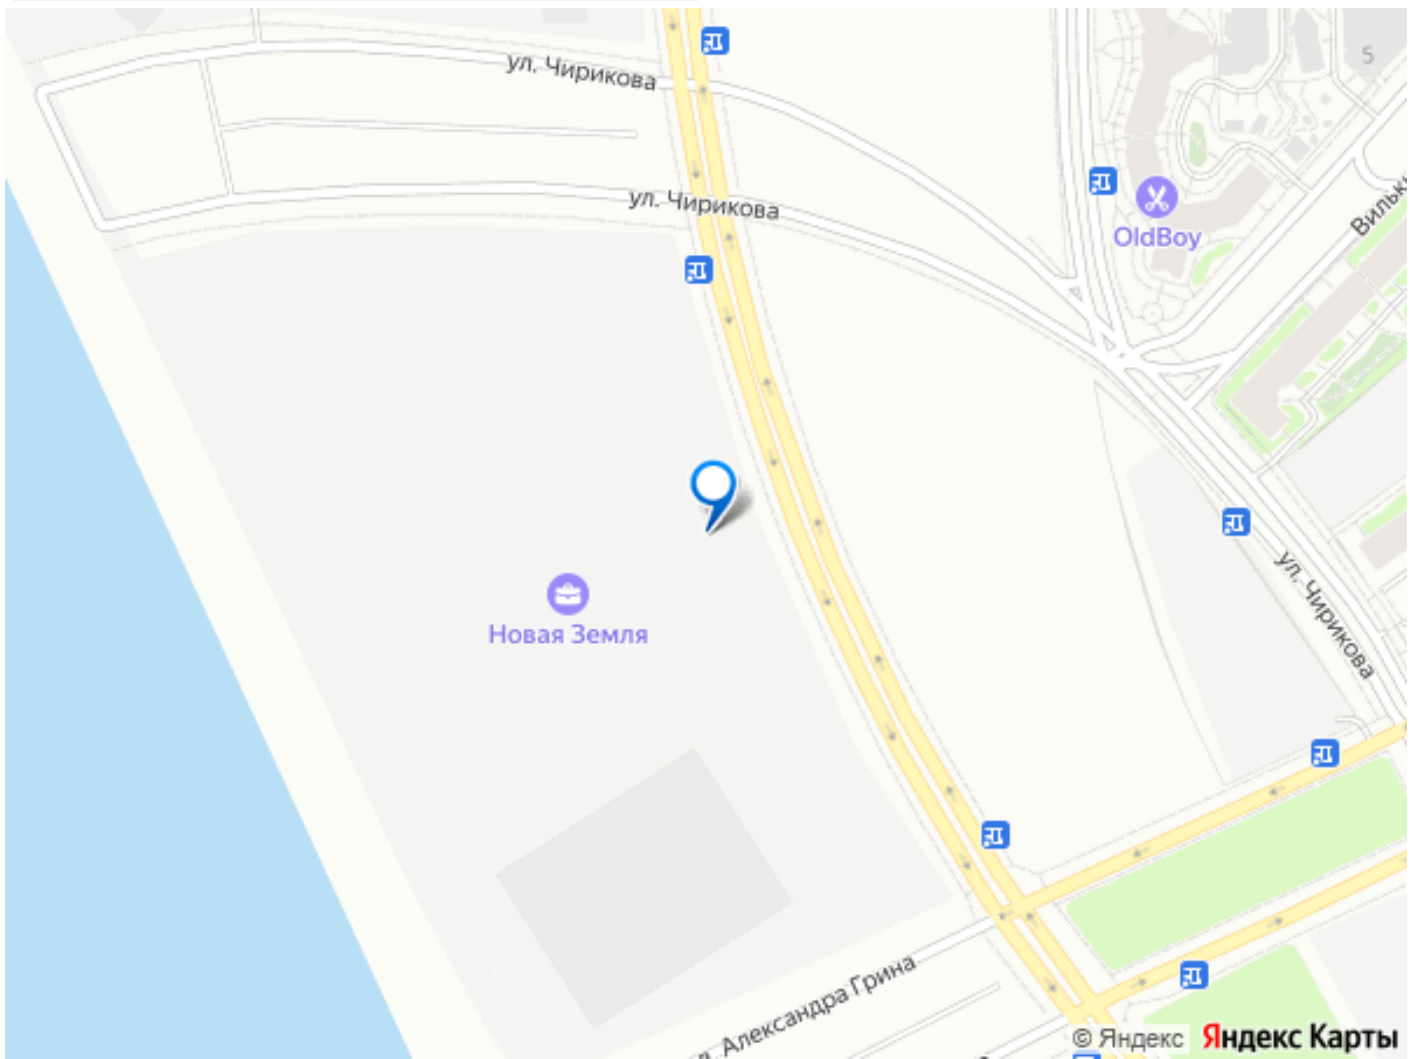 ул. Чирикова
5
ул. Чирикова
OldBoy
ул. Чирикова
Новая Земля
Александра Грина
© Яндекс Яндекс Карты